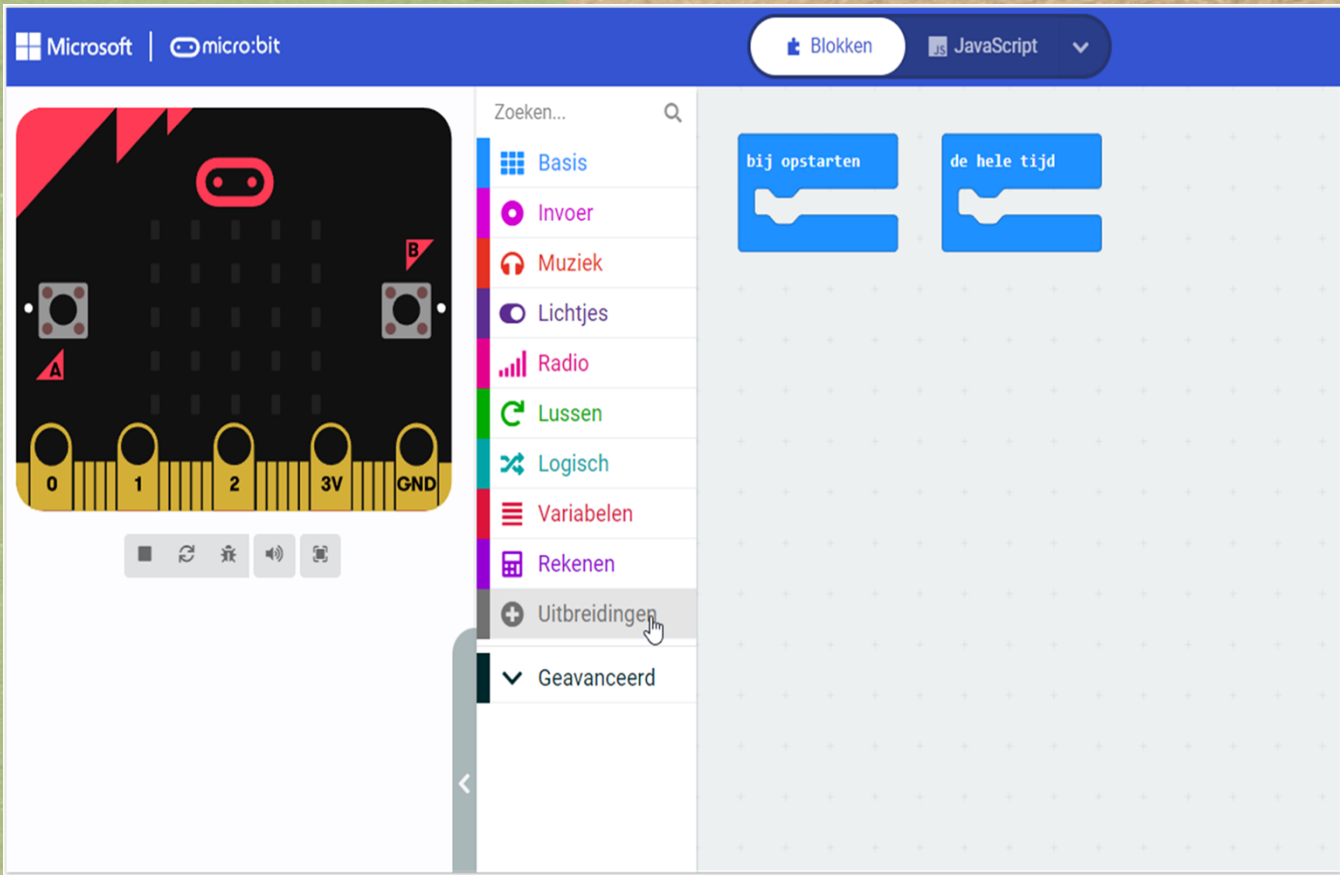 Microsoft micro:bit
Blokken
JS JavaScript
Zoeken...
Basis
Invoer
Muziek
Lichtjes
Radio
Lussen
Logisch
Variabelen
Rekenen
Uitbreidingen
Geavanceerd
B
A
0 1 2 3V GND
bij opstarten
de hele tijd